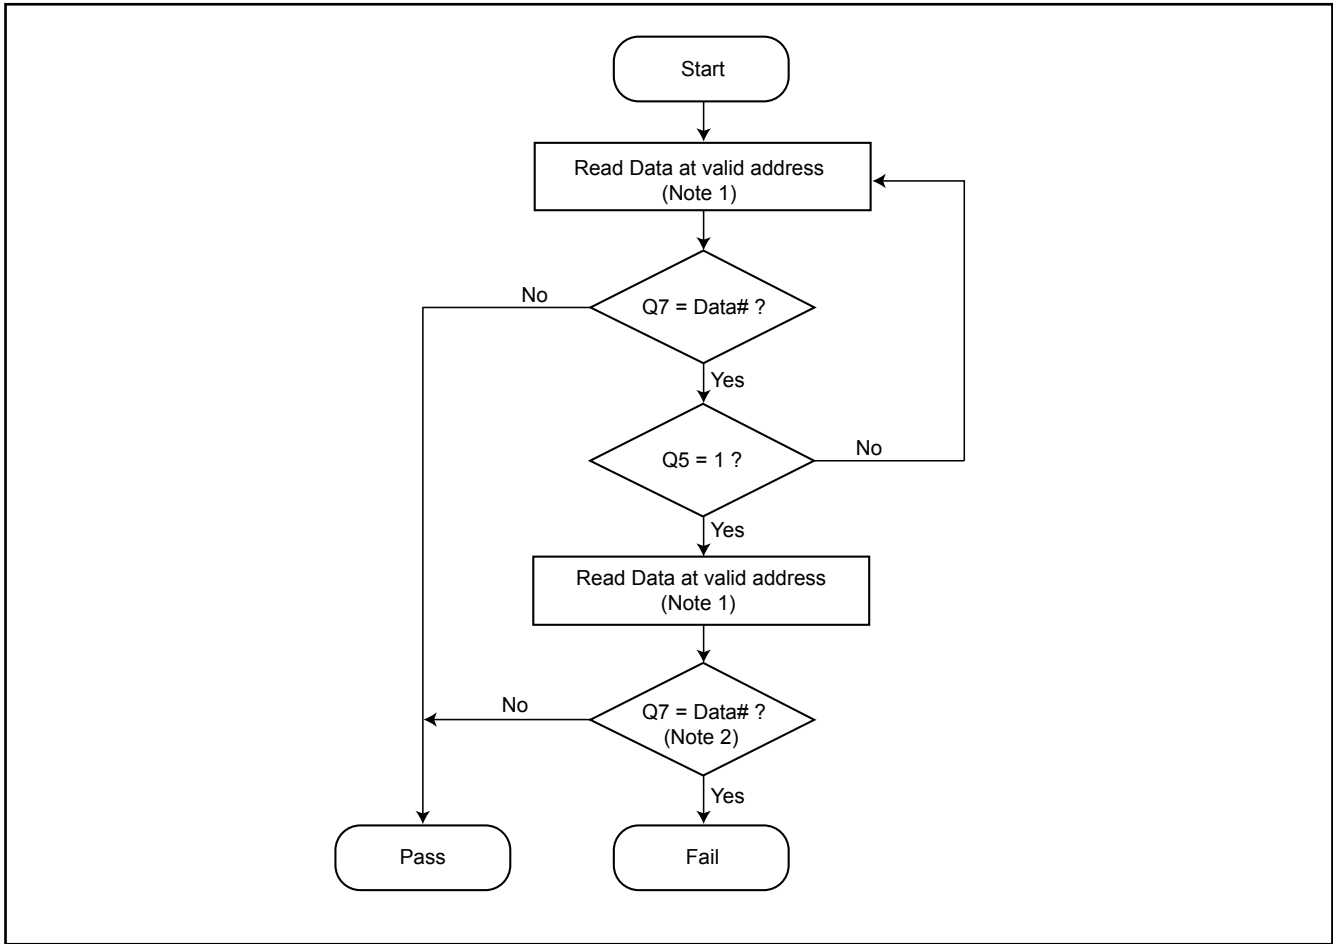 Start
Read Data at valid address
(Note 1)
No
Q7 = Data# ?
Yes
Q5 = 1 ?
No
Yes
Read Data at valid address
(Note 1)
No
Q7 = Data# ?
(Note 2)
Yes
Pass
Fail